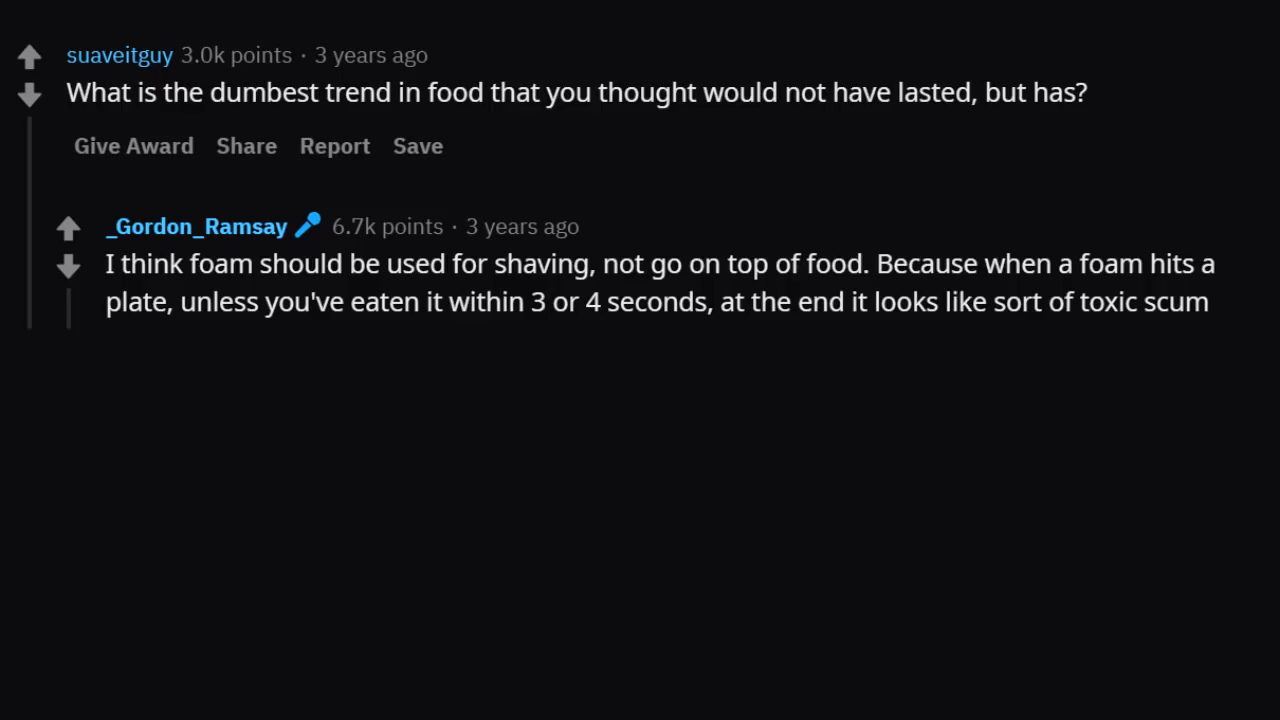 suaveitguy 3.0k points · 3 years ago
What is the dumbest trend in food that you thought would not have lasted, but has?
Give Award Share Report Save
_Gordon_Ramsay 6.7k points · 3 years ago
I think foam should be used for shaving, not go on top of food. Because when a foam hits a
plate, unless you've eaten it within 3 or 4 seconds, at the end it looks like sort of toxic scum